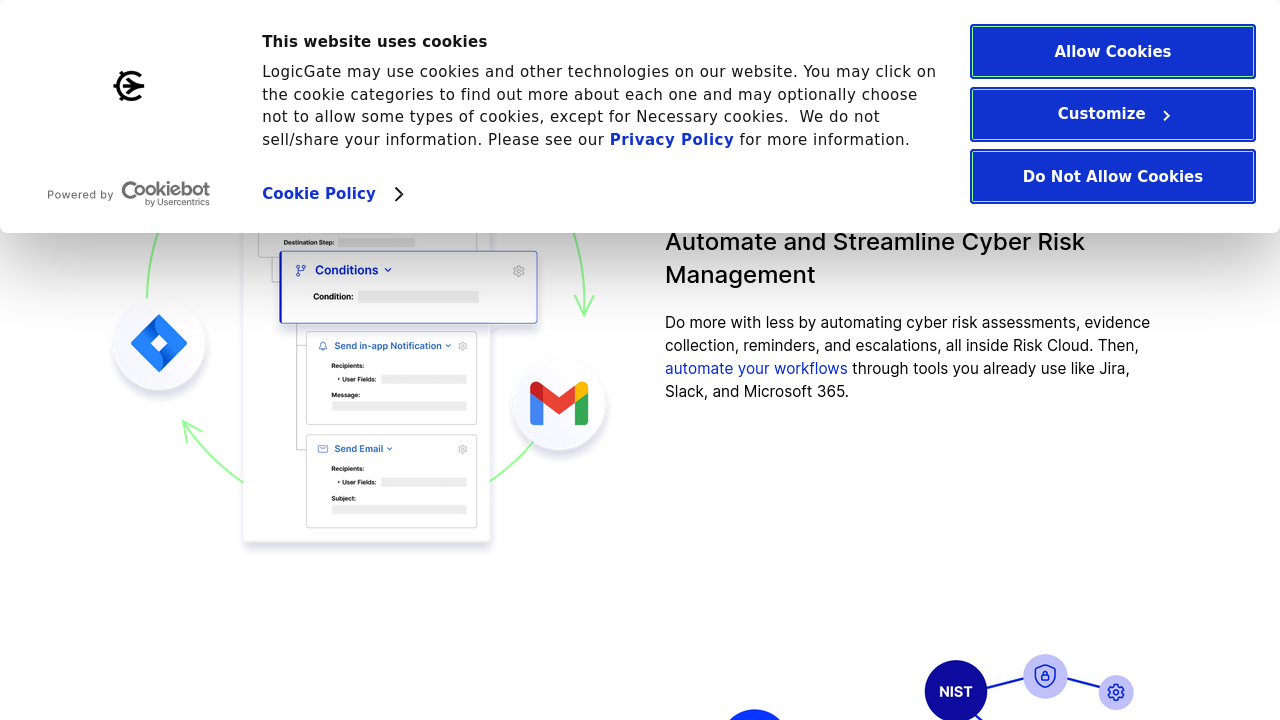 This website uses cookies
LogicGate may use cookies and other technologies on our website. You may click on
the cookie categories to find out more about each one and may optionally choose
not to allow some types of cookies, except for Necessary cookies.  We do not
sell/share your information. Please see our Privacy Policy for more information.
Cookie Policy
Powered by Cookiebot
by Usercentrics
Allow Cookies
Customize
Do Not Allow Cookies
Destination Step:
Conditions
Condition:
Send in-app Notification
Recipients:
• User Fields:
Message:
Send Email
Recipients:
• User Fields:
Subject:
Automate and Streamline Cyber Risk
Management
Do more with less by automating cyber risk assessments, evidence
collection, reminders, and escalations, all inside Risk Cloud. Then,
automate your workflows through tools you already use like Jira,
Slack, and Microsoft 365.
NIST